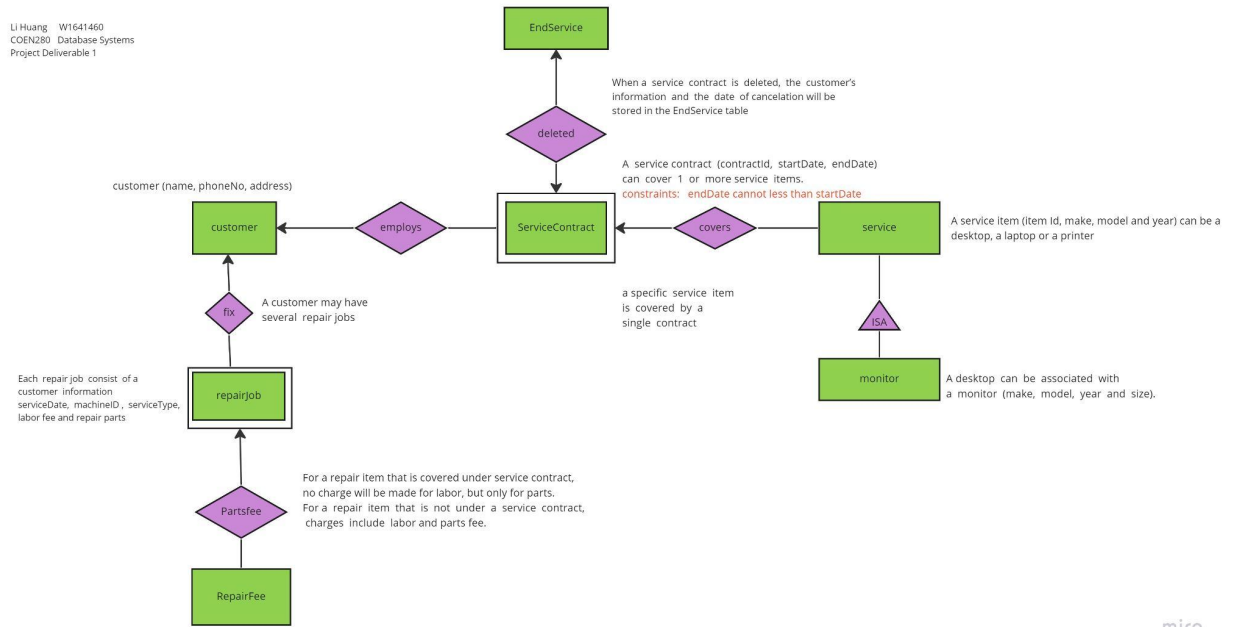 Li Huang W1641460
COEN280 Database Systems
Project Deliverable 1
EndService
When a service contract is deleted, the customer's
information and the date of cancelation will be
stored in the EndService table
deleted
A service contract (contractId, startDate, endDate)
can cover 1 or more service items.
constraints: endDate cannot less than startDate
customer (name, phoneNo, address)
customer
employs
ServiceContract
covers
service
A service item (item Id, make, model and year) can be a
desktop, a laptop or a printer
a specific service item
is covered by a
single contract
fix
A customer may have
several repair jobs
ISA
Each repair job consist of a
customer information
serviceDate, machineID , serviceType,
labor fee and repair parts
repairJob
monitor
A desktop can be associated with
a monitor (make, model, year and size).
For a repair item that is covered under service contract,
no charge will be made for labor, but only for parts.
For a repair item that is not under a service contract,
charges include labor and parts fee.
Partsfee
RepairFee
miro